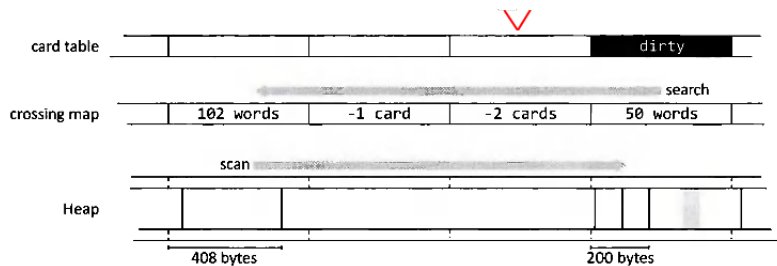 card table dirty
search
crossing map 102 words -1 card -2 cards 50 words
scan
Heap
408 bytes 200 bytes